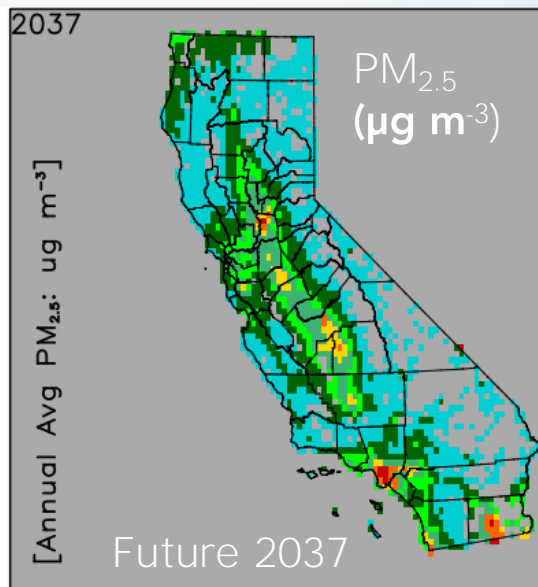 2037
PM₂.₅
(µg m⁻³)
[Annual Avg PM₂.₅: ug m⁻³]
Future 2037